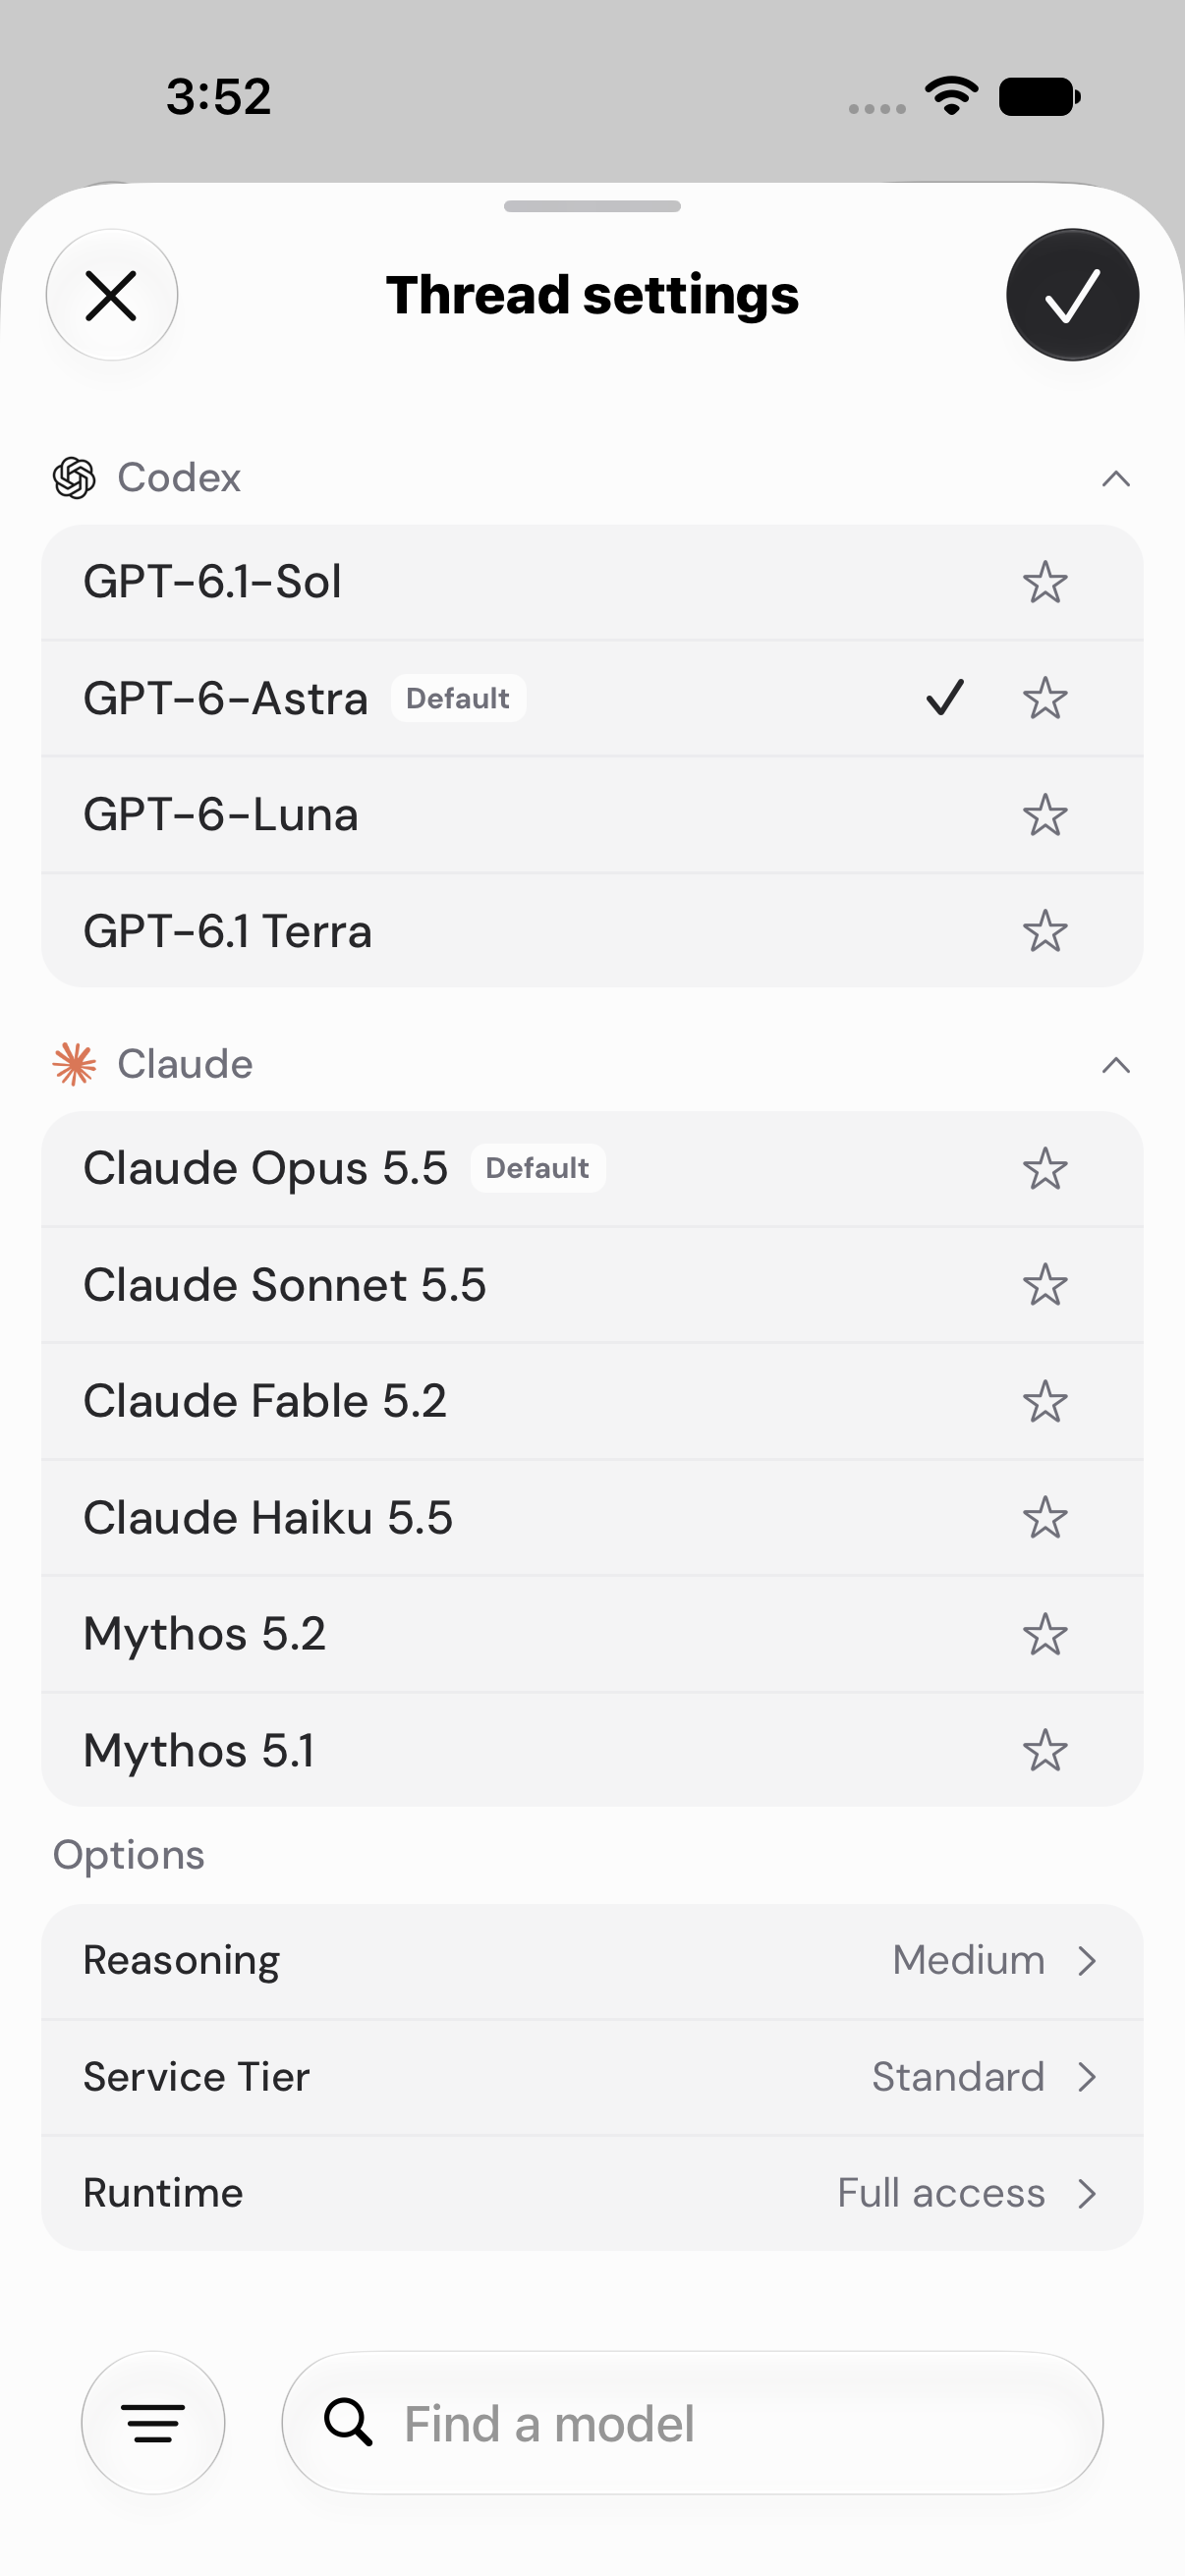 3:52
Thread settings
Codex
GPT-6.1-Sol
GPT-6-Astra Default
GPT-6-Luna
GPT-6.1 Terra
Claude
Claude Opus 5.5 Default
Claude Sonnet 5.5
Claude Fable 5.2
Claude Haiku 5.5
Mythos 5.2
Mythos 5.1
Options
Reasoning Medium
Service Tier Standard
Runtime Full access
Find a model